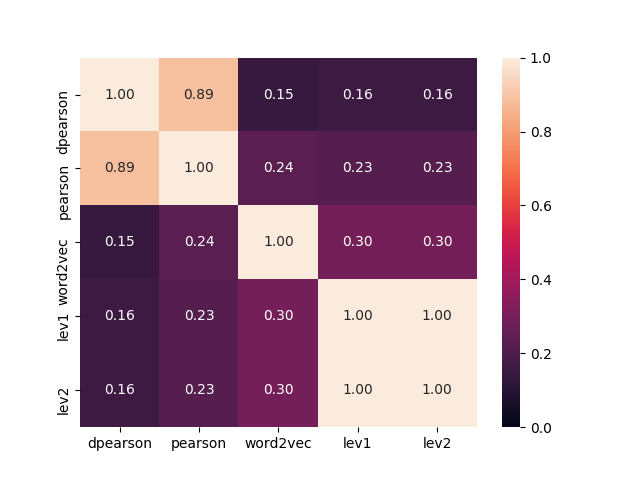 dpearson 1.00 0.89 0.15 0.16 0.16
pearson 0.89 1.00 0.24 0.23 0.23
word2vec 0.15 0.24 1.00 0.30 0.30
lev1 0.16 0.23 0.30 1.00 1.00
lev2 0.16 0.23 0.30 1.00 1.00
dpearson pearson word2vec lev1 lev2
1.0
0.8
0.6
0.4
0.2
0.0